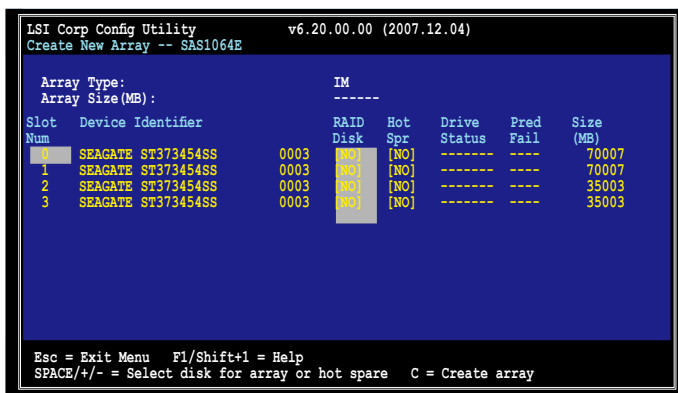 LSI Corp Config Utility v6.20.00.00 (2007.12.04)
Create New Array -- SAS1064E
Array Type: IM
Array Size(MB): ------
Slot Device Identifier RAID Hot Drive Pred Size
Num Disk Spr Status Fail (MB)
0 SEAGATE ST373454SS 0003 [NO] [NO] ------- ---- 70007
1 SEAGATE ST373454SS 0003 [NO] [NO] ------- ---- 70007
2 SEAGATE ST373454SS 0003 [NO] [NO] ------- ---- 35003
3 SEAGATE ST373454SS 0003 [NO] [NO] ------- ---- 35003
Esc = Exit Menu F1/Shift+1 = Help
SPACE/+/- = Select disk for array or hot spare C = Create array